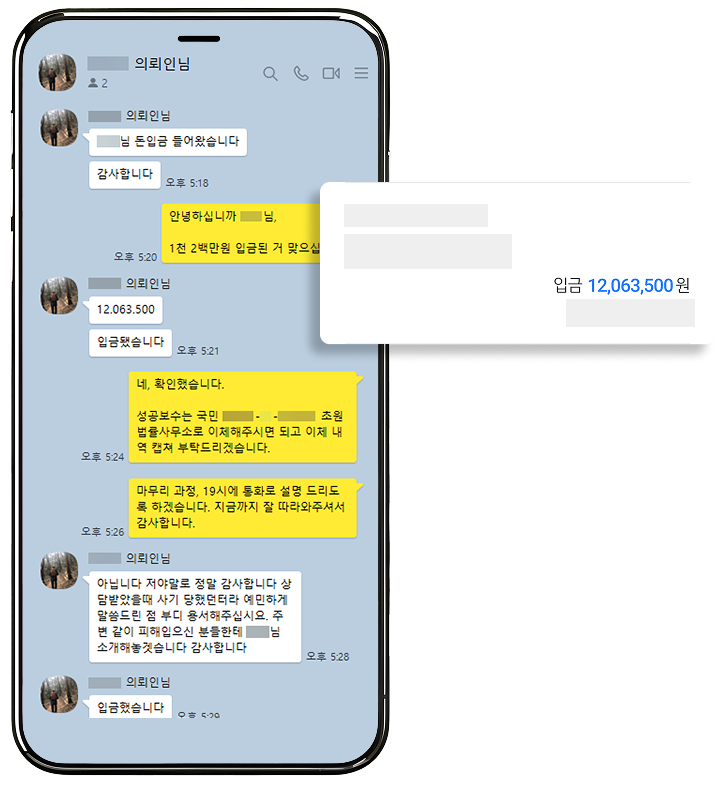 의뢰인님
2
의뢰인님
님 돈입금 들어왔습니다
감사합니다
오후 5:18
안녕하십니까 님,
1천 2백만원 입금된 거 맞으십
오후 5:20
의뢰인님
12.063.500
입금됐습니다
오후 5:21
입금 12,063,500원
네, 확인했습니다.
성공보수는 국민 - - 초원
법률사무소로 이체해주시면 되고 이체 내
역 캡쳐 부탁드리겠습니다.
오후 5:24
마무리 과정, 19시에 통화로 설명 드리도
록 하겠습니다. 지금까지 잘 따라와주셔서
감사합니다.
오후 5:26
의뢰인님
아닙니다 저야말로 정말 감사합니다 상
담받았을때 사기 당했던터라 예민하게
말씀드린 점 부디 용서해주십시요. 주
변 같이 피해입으신 분들한테 님
소개해놓겟습니다 감사합니다
오후 5:28
의뢰인님
입금했습니다
오후 5:29